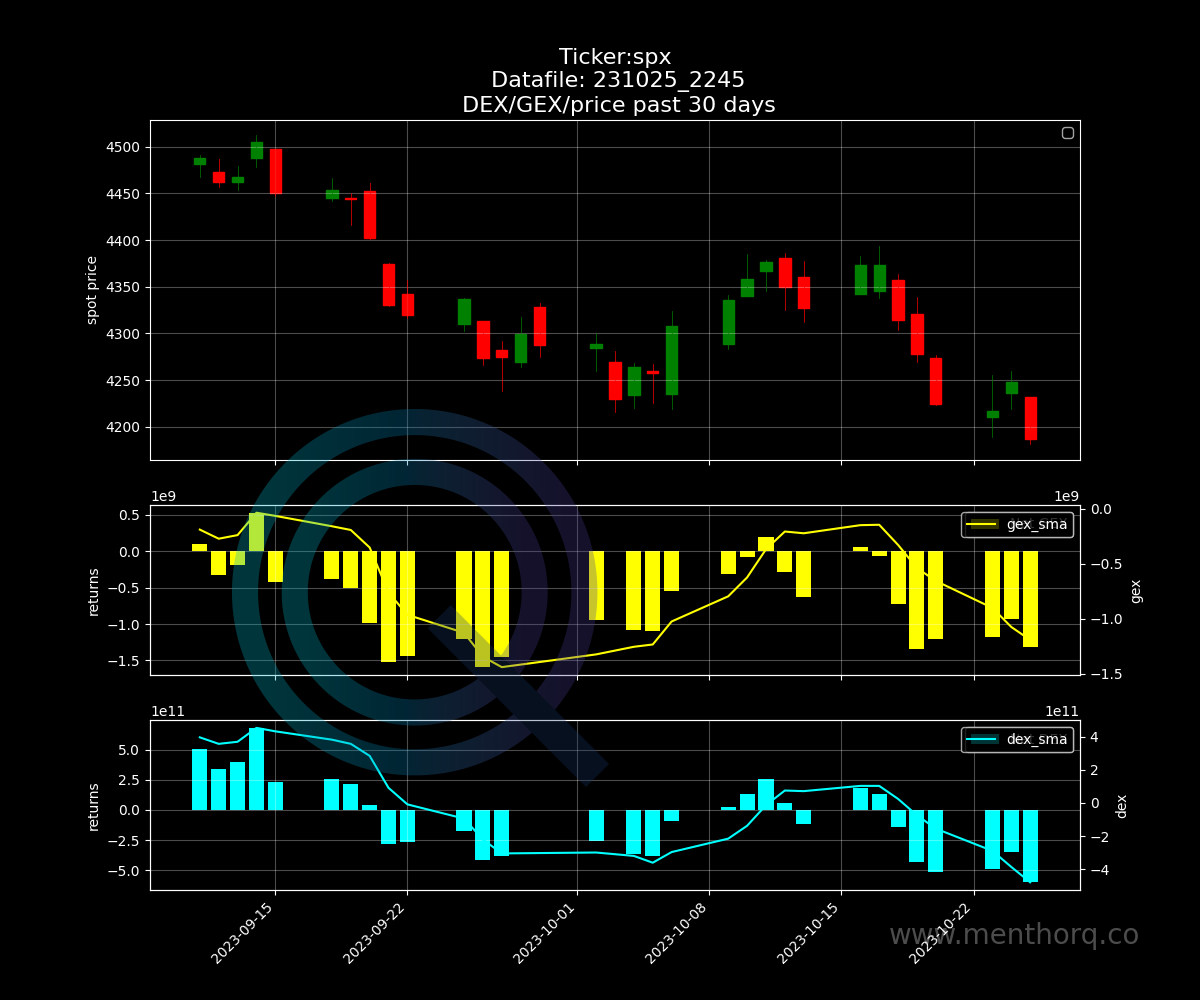 Ticker:spx
Datafile: 231025_2245
DEX/GEX/price past 30 days
4500
4450
4400
4350
4300
4250
4200
spot price
1e9
1e9
0.5
0.0
−0.5
−1.0
−1.5
returns
gex_sma
0.0
−0.5
−1.0
−1.5
gex
1e11
1e11
5.0
2.5
0.0
−2.5
−5.0
returns
dex_sma
4
2
0
−2
−4
dex
2023-09-15
2023-09-22
2023-10-01
2023-10-08
2023-10-15
2023-10-22
www.menthorq.co